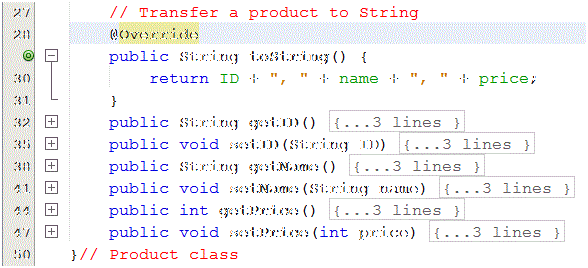 27 // Transfer a product to String
28 @Override
public String toString() {
30 return ID + ", " + name + ", " + price;
31 }
32 public String getID() {...3 lines }
35 public void setID(String ID) {...3 lines }
38 public String getName() {...3 lines }
41 public void setName(String name) {...3 lines }
44 public int getPrice() {...3 lines }
47 public void setPrice(int price) {...3 lines }
50 }// Product class